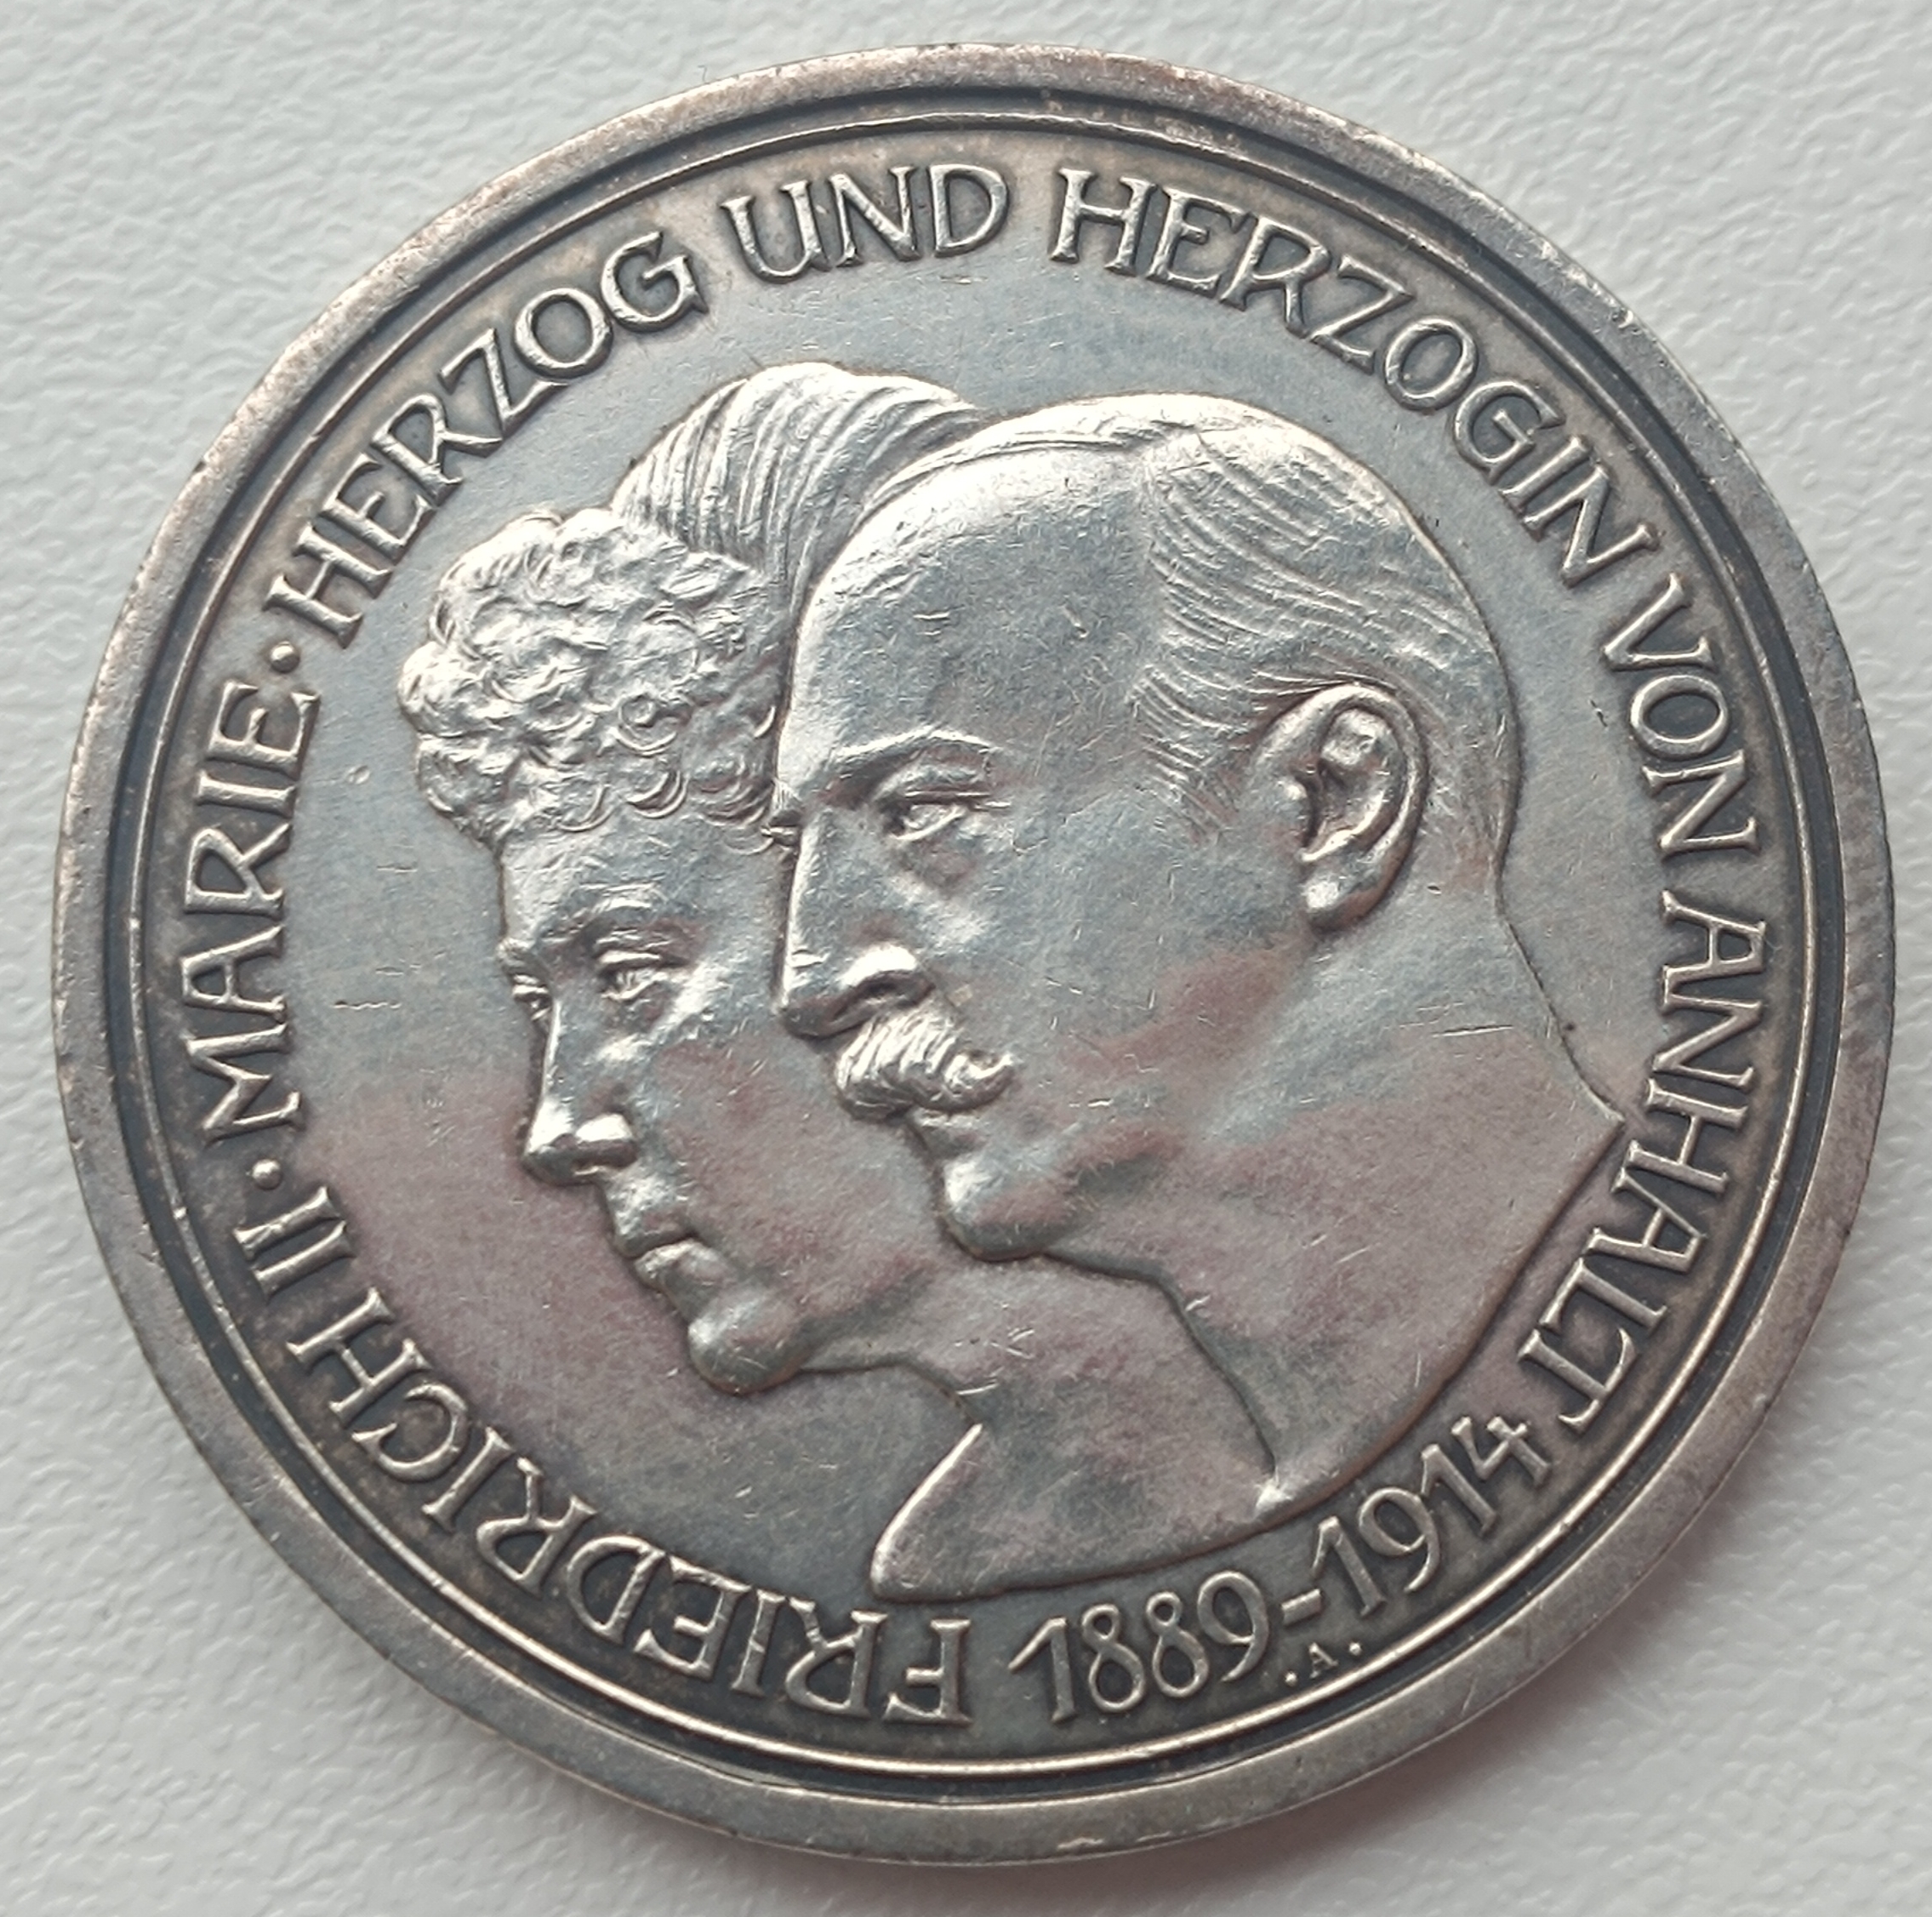 FRIEDRICH II · MARIE · HERZOG UND HERZOGIN VON ANHALT
1889-1914
·A·